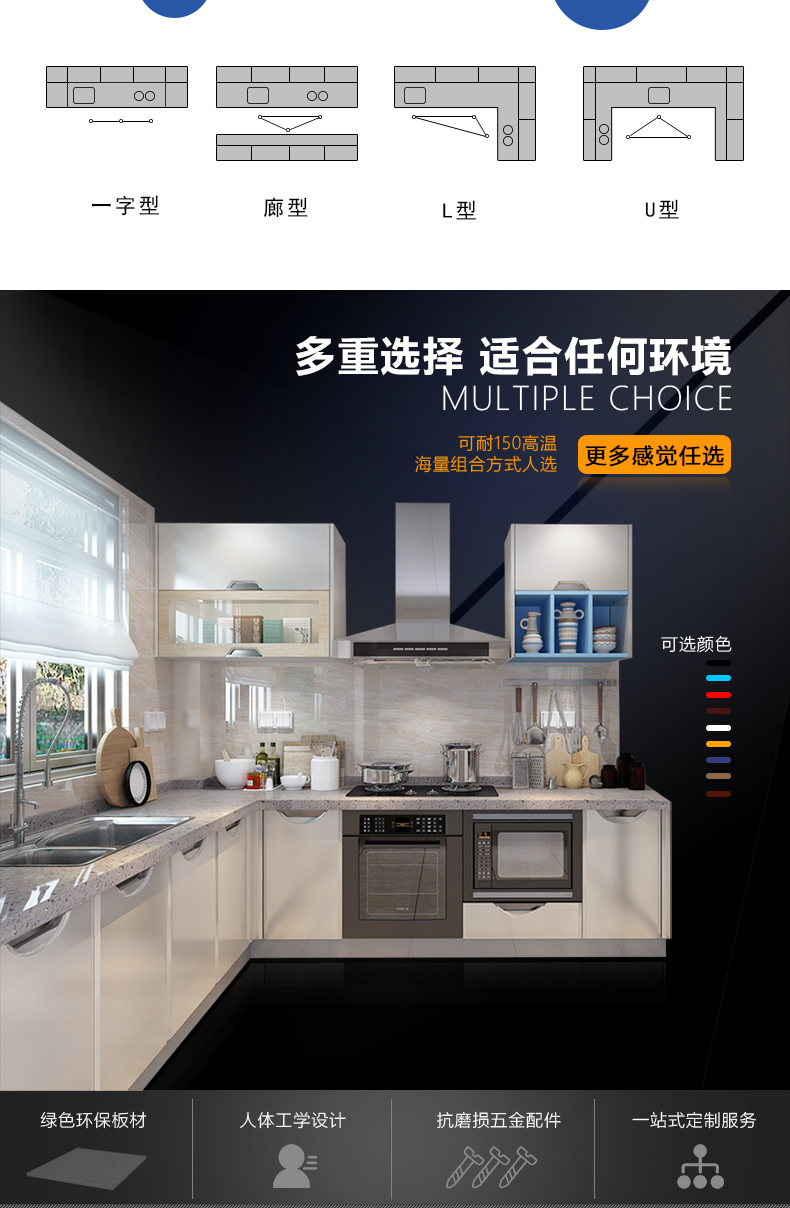 一字型
廊型
L型
U型
多重选择 适合任何环境
MULTIPLE CHOICE
可耐150高温
海量组合方式人选
更多感觉任选
可选颜色
绿色环保板材
人体工学设计
抗磨损五金配件
一站式定制服务